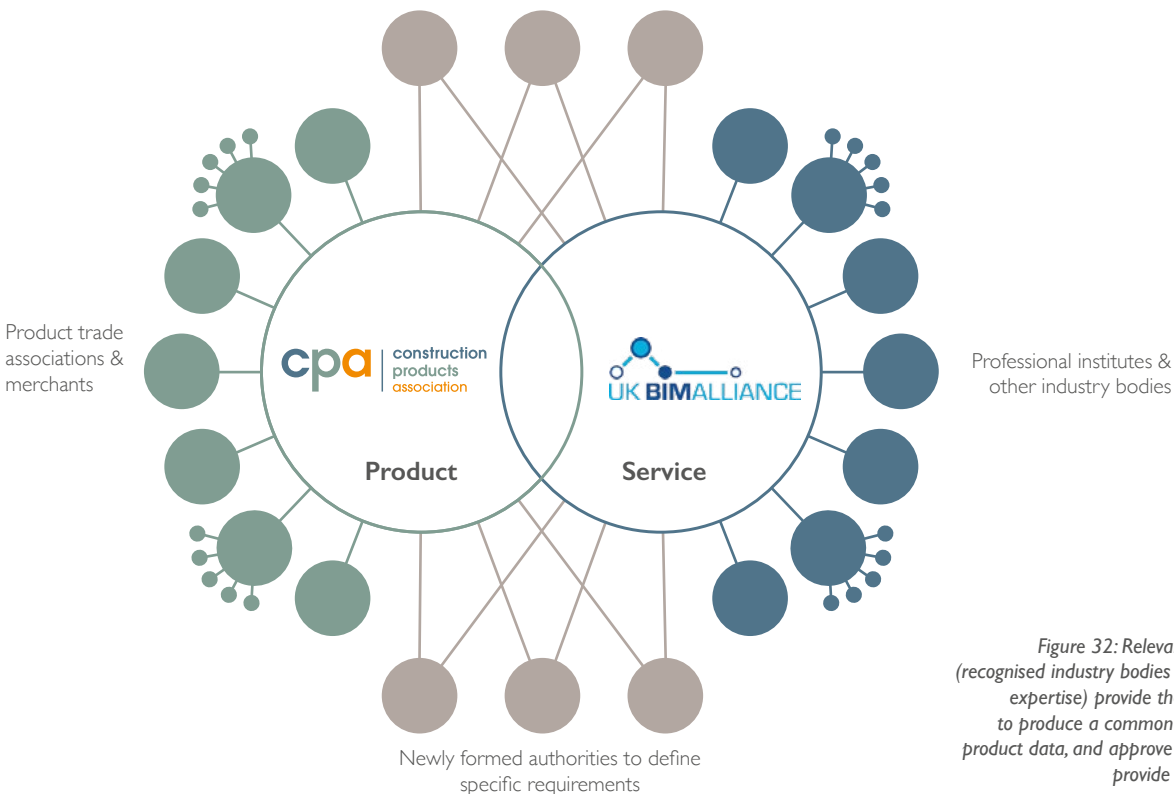 Product trade
associations &
merchants
cpa
construction
products
association
Product
UK BIMALLIANCE
Service
Professional institutes &
other industry bodies
Newly formed authorities to define
specific requirements
Figure 32: Releva
(recognised industry bodies
expertise) provide th
to produce a common
product data, and approve
provide